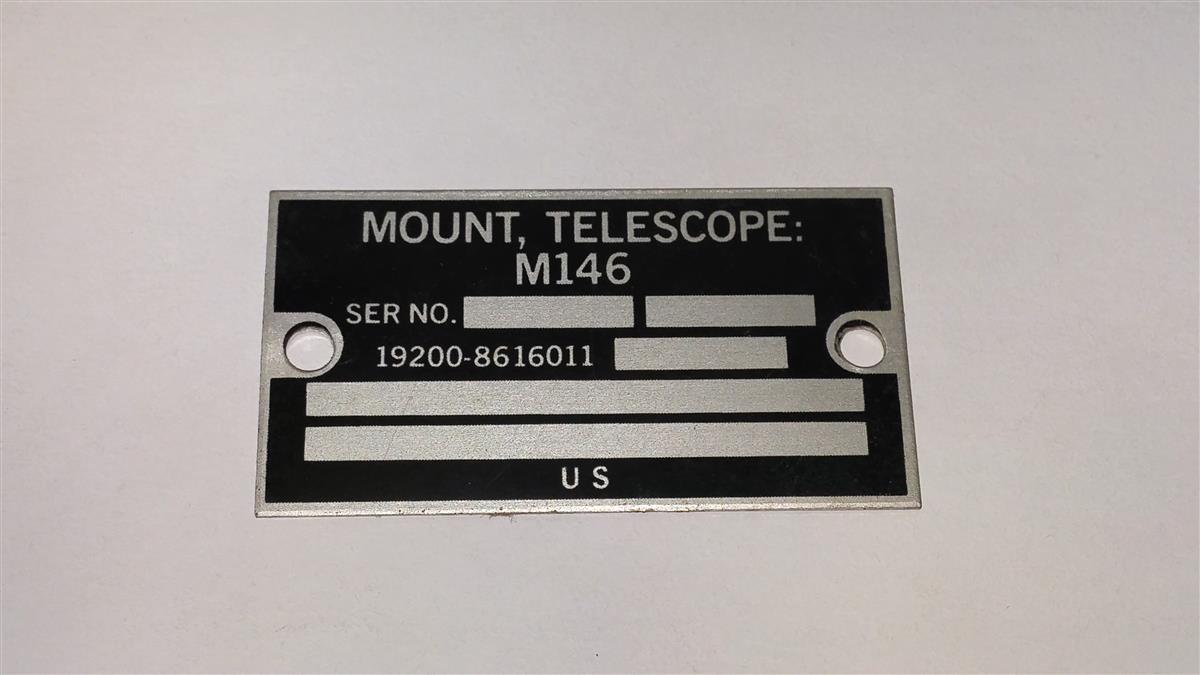 MOUNT, TELESCOPE:
M146
SER NO.
19200-8616011
U S